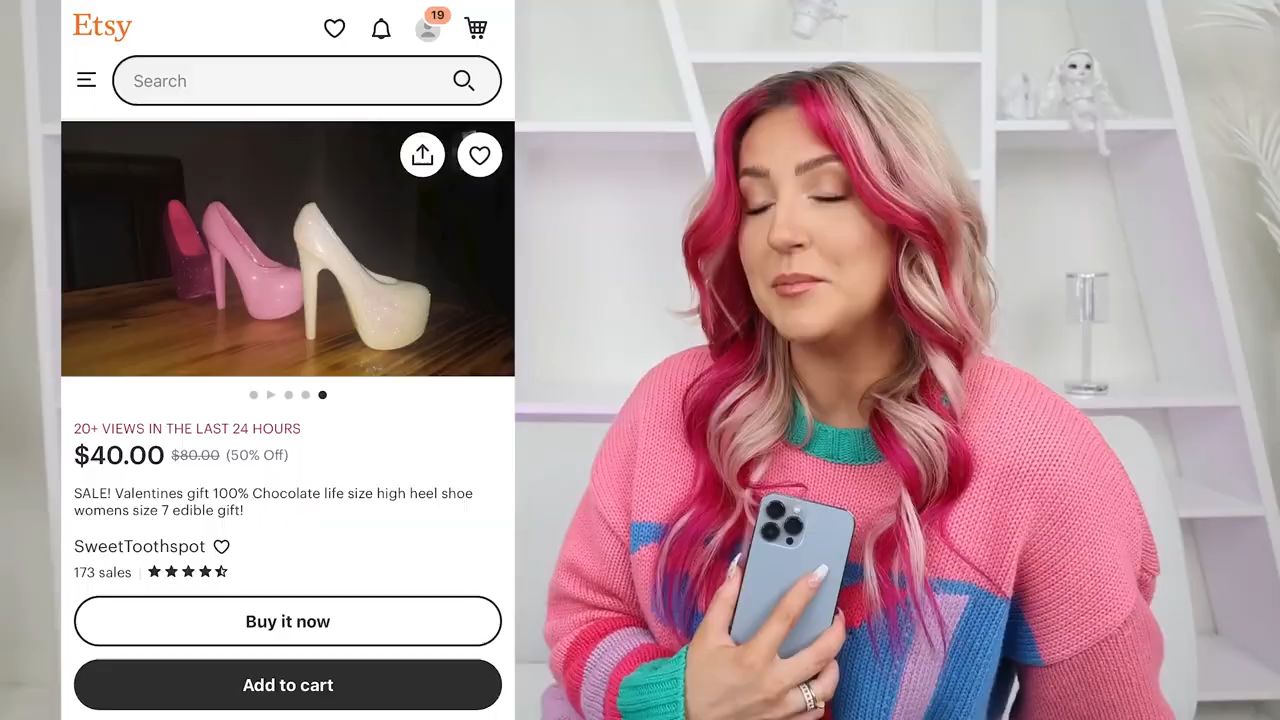 Etsy
19
Search
20+ VIEWS IN THE LAST 24 HOURS
$40.00 $80.00 (50% Off)
SALE! Valentines gift 100% Chocolate life size high heel shoe
womens size 7 edible gift!
SweetToothspot
173 sales
Buy it now
Add to cart